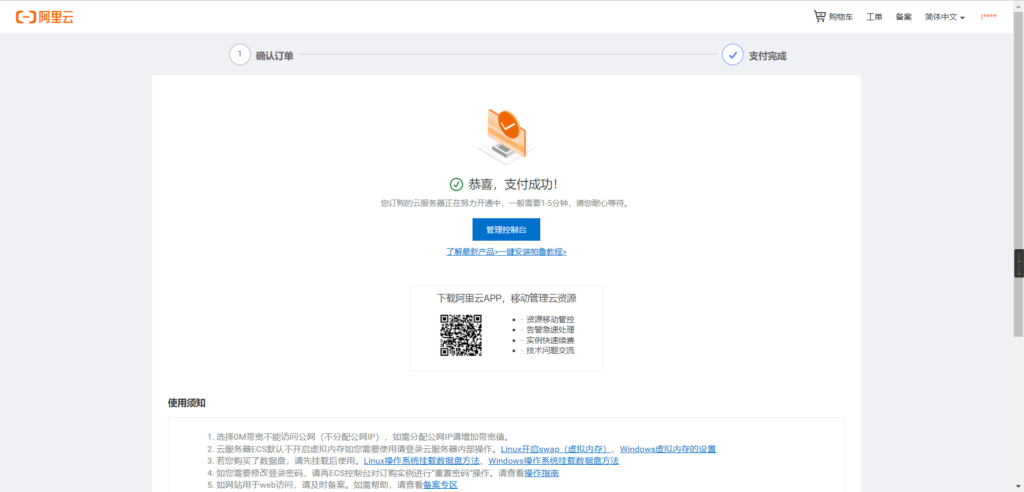 阿里云
购物车 工单 备案 简体中文 l****
1 确认订单 支付完成
恭喜，支付成功！
您订购的云服务器正在努力开通中，一般需要1-5分钟，请您耐心等待。
管理控制台
了解最新产品>一键安装帕鲁教程>
下载阿里云APP，移动管理云资源
· 资源移动管控
· 告警急速处理
· 实例快速续费
· 技术问题交流
使用须知
1. 选择0M带宽不能访问公网（不分配公网IP），如需分配公网IP请增加带宽值。
2. 云服务器ECS默认不开启虚拟内存如您需要使用请登录云服务器内部操作。Linux开启swap（虚拟内存）、Windows虚拟内存的设置
3. 若您购买了数据盘，请先挂载后使用。Linux操作系统挂载数据盘方法、Windows操作系统挂载数据盘方法
4. 如您需要修改登录密码，请再ECS控制台对订购实例进行"重置密码"操作。请查看操作指南
5. 如网站用于web访问，请及时备案。如需帮助，请查看备案专区